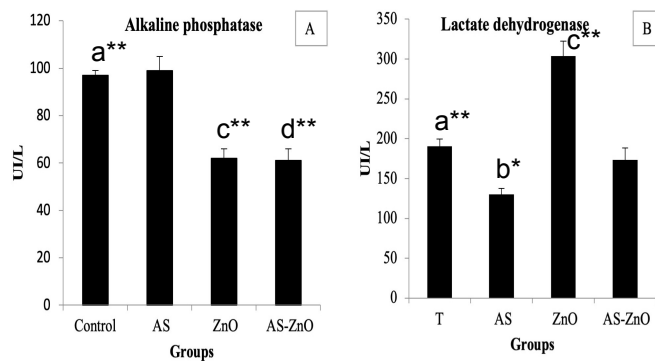 Alkaline phosphatase
A
120
100
80
60
40
20
0
UI/L
a**
c**
d**
Control AS ZnO AS-ZnO
Groups
Lactate dehydrogenase
B
350
300
250
200
150
100
50
0
UI/L
a**
b*
c**
T AS ZnO AS-ZnO
Groups